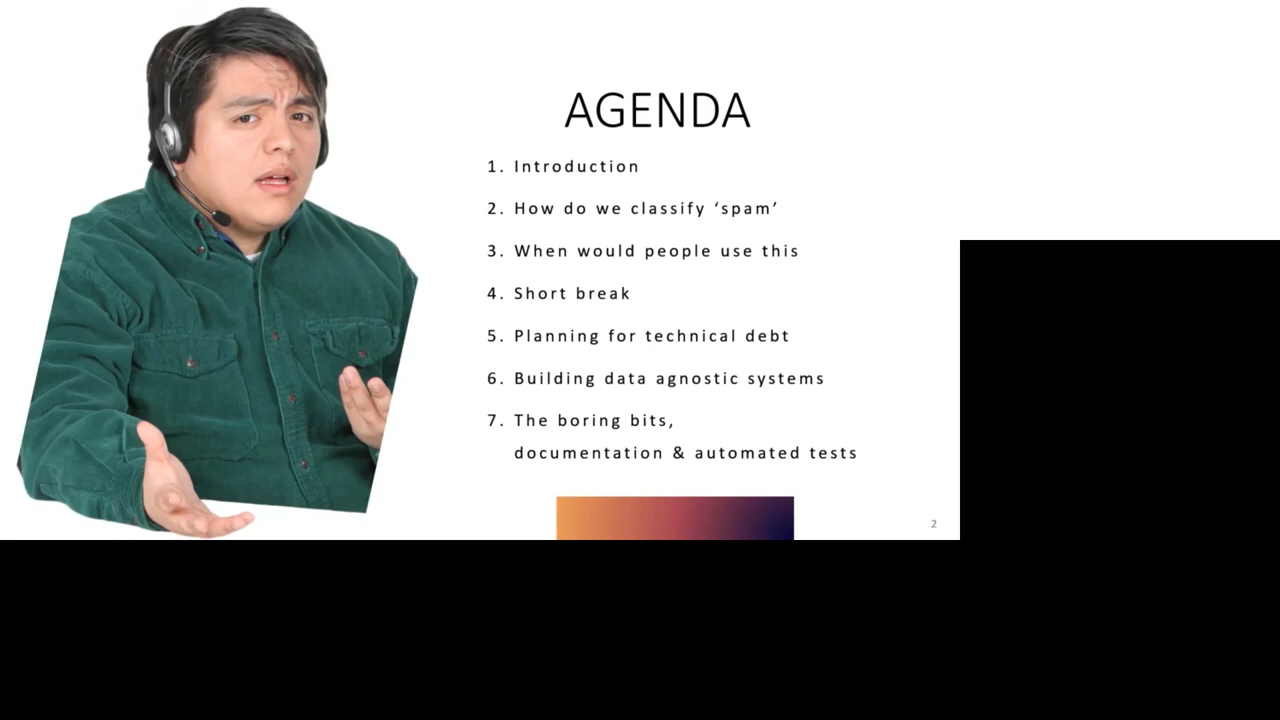 AGENDA
1. Introduction
2. How do we classify ‘spam’
3. When would people use this
4. Short break
5. Planning for technical debt
6. Building data agnostic systems
7. The boring bits,
documentation & automated tests
2